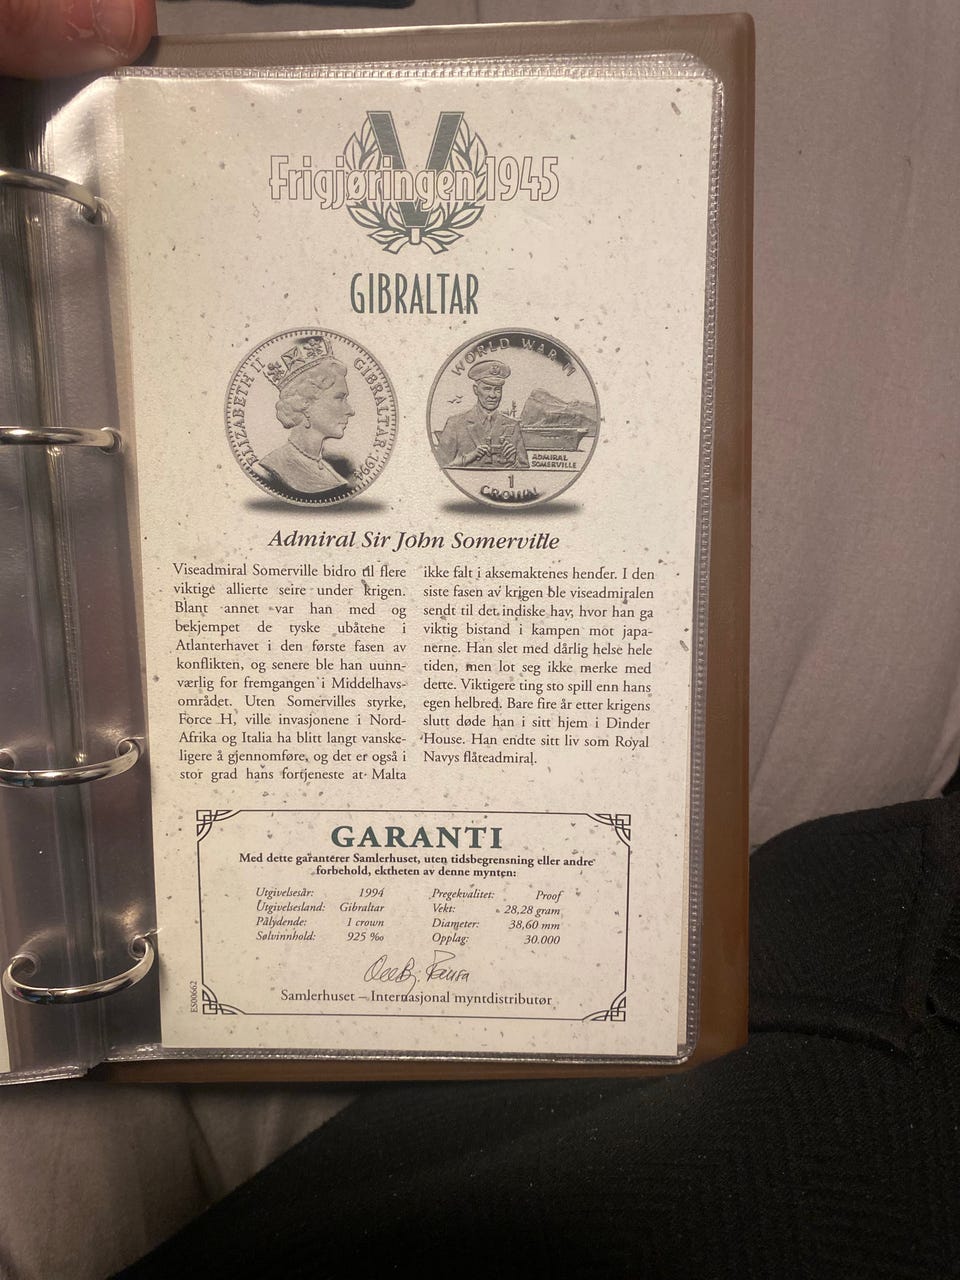 V
Frigjøringen 1945
GIBRALTAR
ELIZABETH II GIBRALTAR 1994
WORLD WAR II
ADMIRAL
SOMERVILLE
1
CROWN
Admiral Sir John Somerville
Viseadmiral Somerville bidro til flere
viktige allierte seire under krigen.
Blant annet var han med og
bekjempet de tyske ubåtene i
Atlanterhavet i den første fasen av
konflikten, og senere ble han uunn-
værlig for fremgangen i Middelhavs-
området. Uten Somervilles styrke,
Force H, ville invasjonene i Nord-
Afrika og Italia ha blitt langt vanske-
ligere å gjennomføre, og det er også i
stor grad hans fortjeneste at Malta
ikke falt i aksemaktenes hender. I den
siste fasen av krigen ble viseadmiralen
sendt til det indiske hav, hvor han ga
viktig bistand i kampen mot japa-
nerne. Han slet med dårlig helse hele
tiden, men lot seg ikke merke med
dette. Viktigere ting sto på spill enn hans
egen helbred. Bare fire år etter krigens
slutt døde han i sitt hjem i Dinder
House. Han endte sitt liv som Royal
Navys flåteadmiral.
GARANTI
Med dette garanterer Samlerhuset, uten tidsbegrensning eller andre
forbehold, ektheten av denne mynten:
Utgivelsesår: 1994 Pregekvalitet: Proof
Utgivelsesland: Gibraltar Vekt: 28,28 gram
Pålydende: 1 crown Diameter: 38,60 mm
Sølvinnhold: 925 ‰ Opplag: 30.000
Samlerhuset – Internasjonal myntdistributør
ES00662